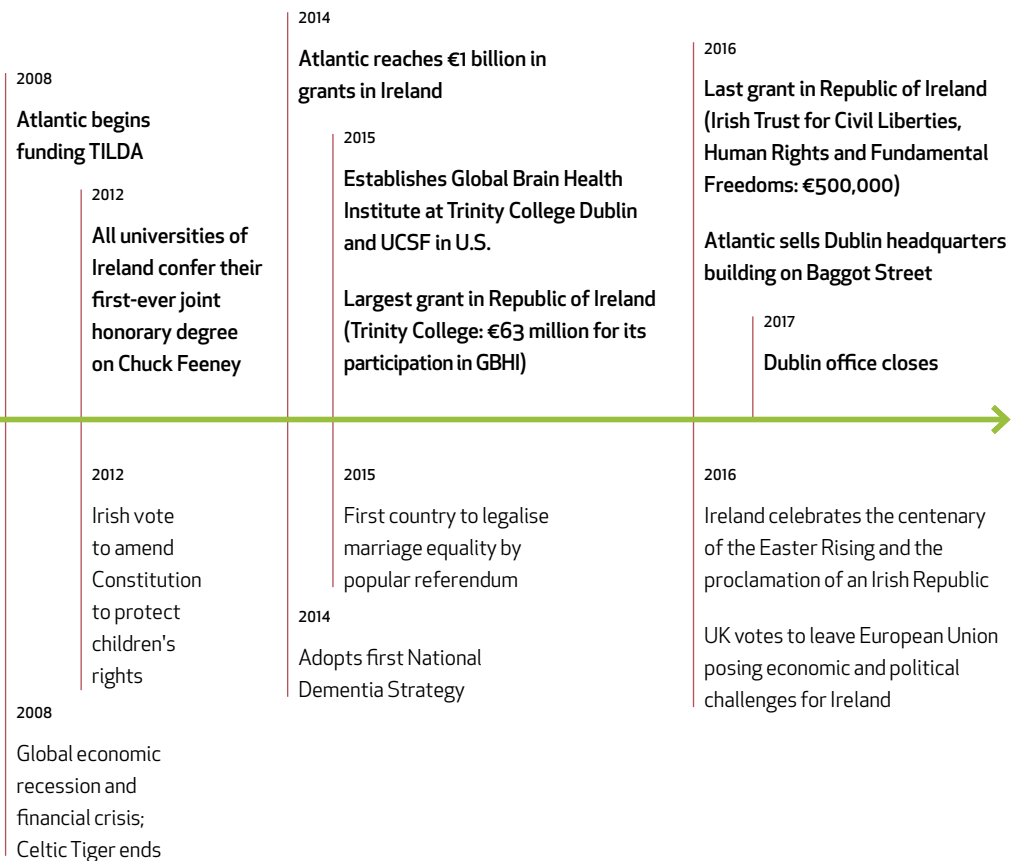 2008
Atlantic begins
funding TILDA
2012
All universities of
Ireland confer their
first-ever joint
honorary degree
on Chuck Feeney
2014
Atlantic reaches €1 billion in
grants in Ireland
2015
Establishes Global Brain Health
Institute at Trinity College Dublin
and UCSF in U.S.
Largest grant in Republic of Ireland
(Trinity College: €63 million for its
participation in GBHI)
2016
Last grant in Republic of Ireland
(Irish Trust for Civil Liberties,
Human Rights and Fundamental
Freedoms: €500,000)
Atlantic sells Dublin headquarters
building on Baggot Street
2017
Dublin office closes
2012
Irish vote
to amend
Constitution
to protect
children's
rights
2008
Global economic
recession and
financial crisis;
Celtic Tiger ends
2015
First country to legalise
marriage equality by
popular referendum
2014
Adopts first National
Dementia Strategy
2016
Ireland celebrates the centenary
of the Easter Rising and the
proclamation of an Irish Republic
UK votes to leave European Union
posing economic and political
challenges for Ireland